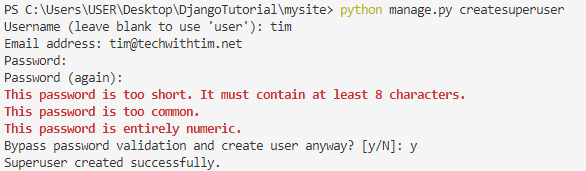 PS C:\Users\USER\Desktop\DjangoTutorial\mysite> python manage.py createsuperuser
Username (leave blank to use 'user'): tim
Email address: tim@techwithtim.net
Password:
Password (again):
This password is too short. It must contain at least 8 characters.
This password is too common.
This password is entirely numeric.
Bypass password validation and create user anyway? [y/N]: y
Superuser created successfully.